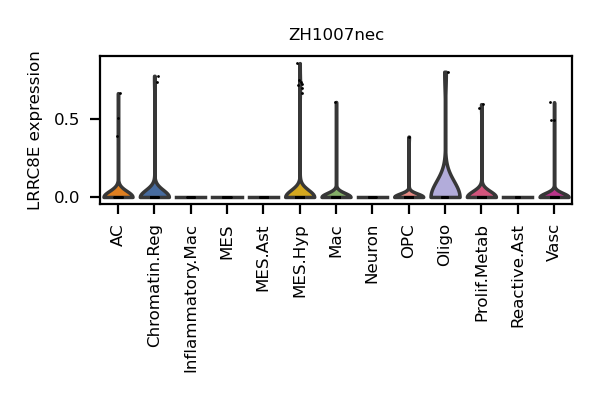 ZH1007nec
LRRC8E expression
0.5
0.0
AC
Chromatin.Reg
Inflammatory.Mac
MES
MES.Ast
MES.Hyp
Mac
Neuron
OPC
Oligo
Prolif.Metab
Reactive.Ast
Vasc